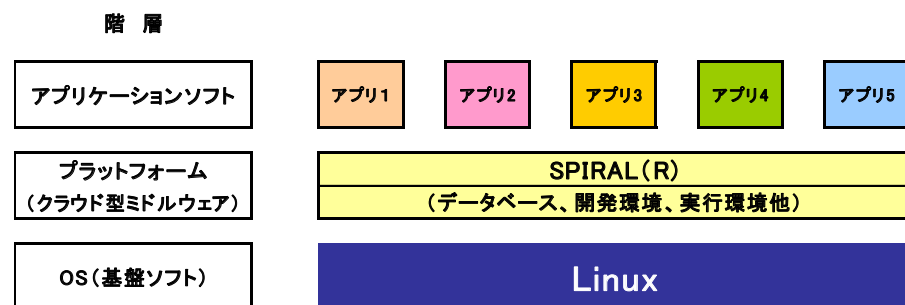 階 層
アプリケーションソフト
アプリ1
アプリ2
アプリ3
アプリ4
アプリ5
プラットフォーム
(クラウド型ミドルウェア)
SPIRAL(R)
(データベース、開発環境、実行環境他)
OS(基盤ソフト)
Linux